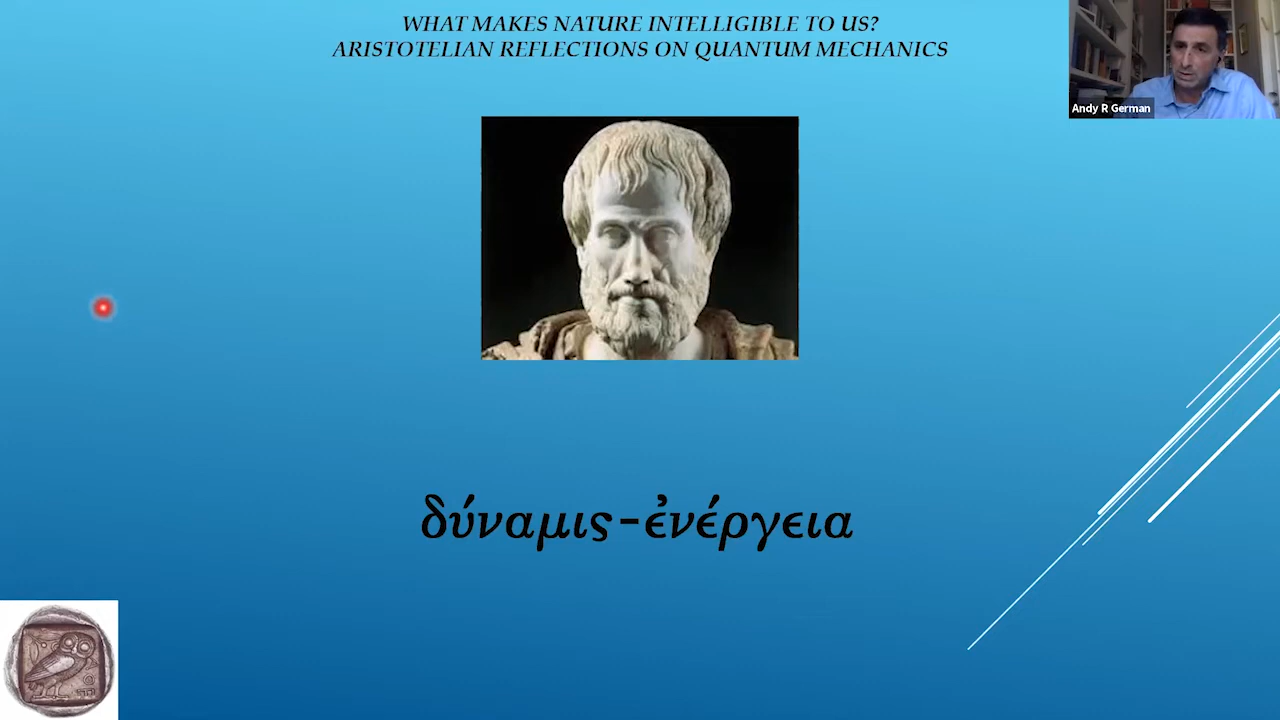 WHAT MAKES NATURE INTELLIGIBLE TO US?
ARISTOTELIAN REFLECTIONS ON QUANTUM MECHANICS
Andy R German
δύναμις-ἐνέργεια